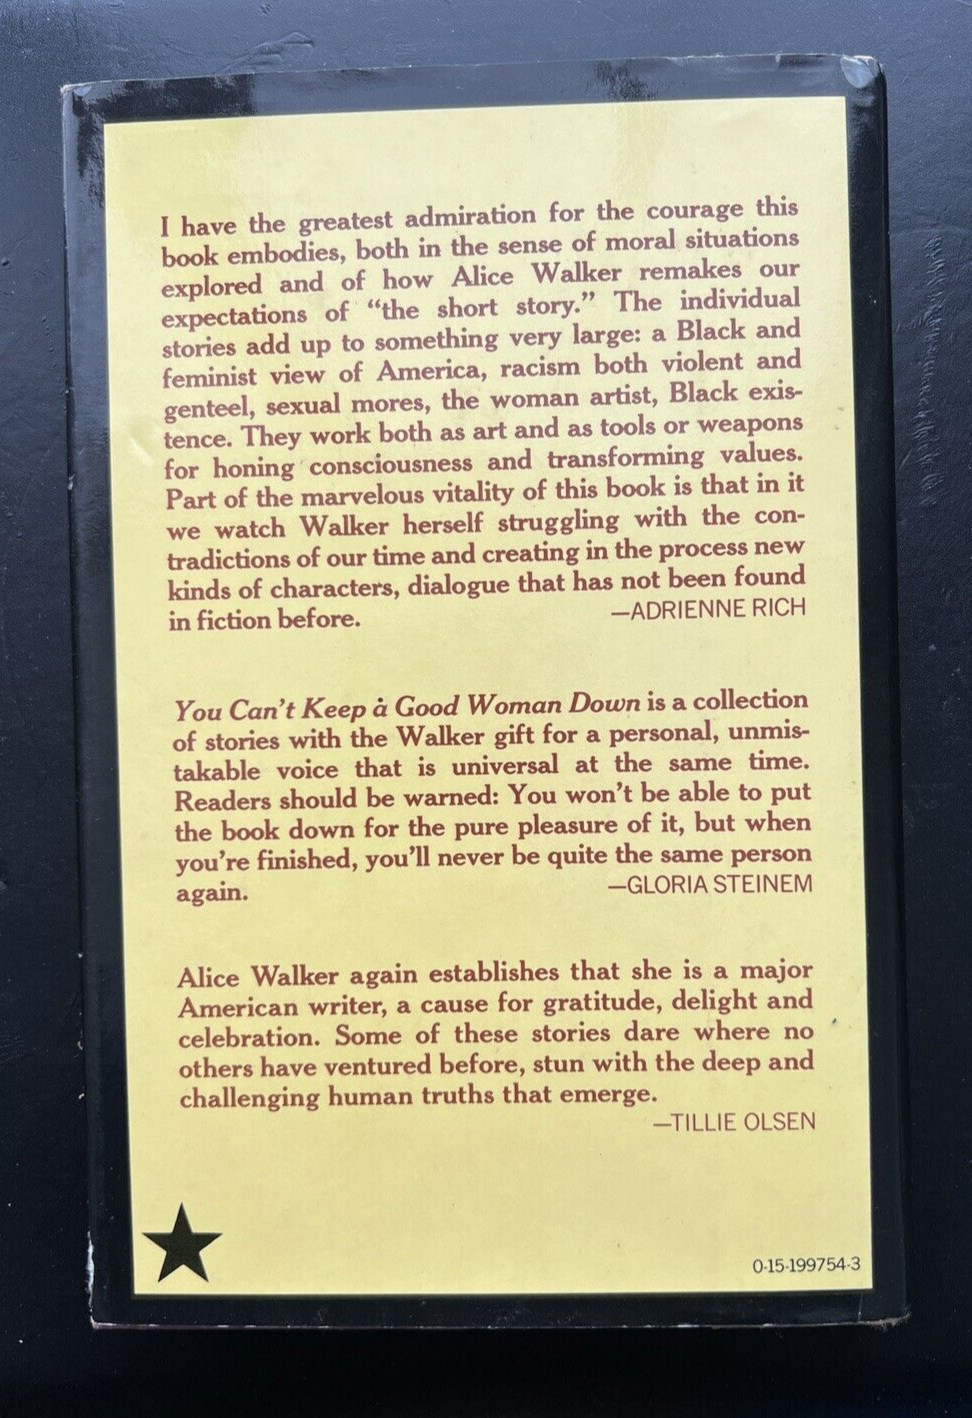 I have the greatest admiration for the courage this
book embodies, both in the sense of moral situations
explored and of how Alice Walker remakes our
expectations of “the short story.” The individual
stories add up to something very large: a Black and
feminist view of America, racism both violent and
genteel, sexual mores, the woman artist, Black exis-
tence. They work both as art and as tools or weapons
for honing consciousness and transforming values.
Part of the marvelous vitality of this book is that in it
we watch Walker herself struggling with the con-
tradictions of our time and creating in the process new
kinds of characters, dialogue that has not been found
in fiction before. —ADRIENNE RICH
You Can’t Keep a Good Woman Down is a collection
of stories with the Walker gift for a personal, unmis-
takable voice that is universal at the same time.
Readers should be warned: You won’t be able to put
the book down for the pure pleasure of it, but when
you’re finished, you’ll never be quite the same person
again. —GLORIA STEINEM
Alice Walker again establishes that she is a major
American writer, a cause for gratitude, delight and
celebration. Some of these stories dare where no
others have ventured before, stun with the deep and
challenging human truths that emerge.
—TILLIE OLSEN
0-15-199754-3